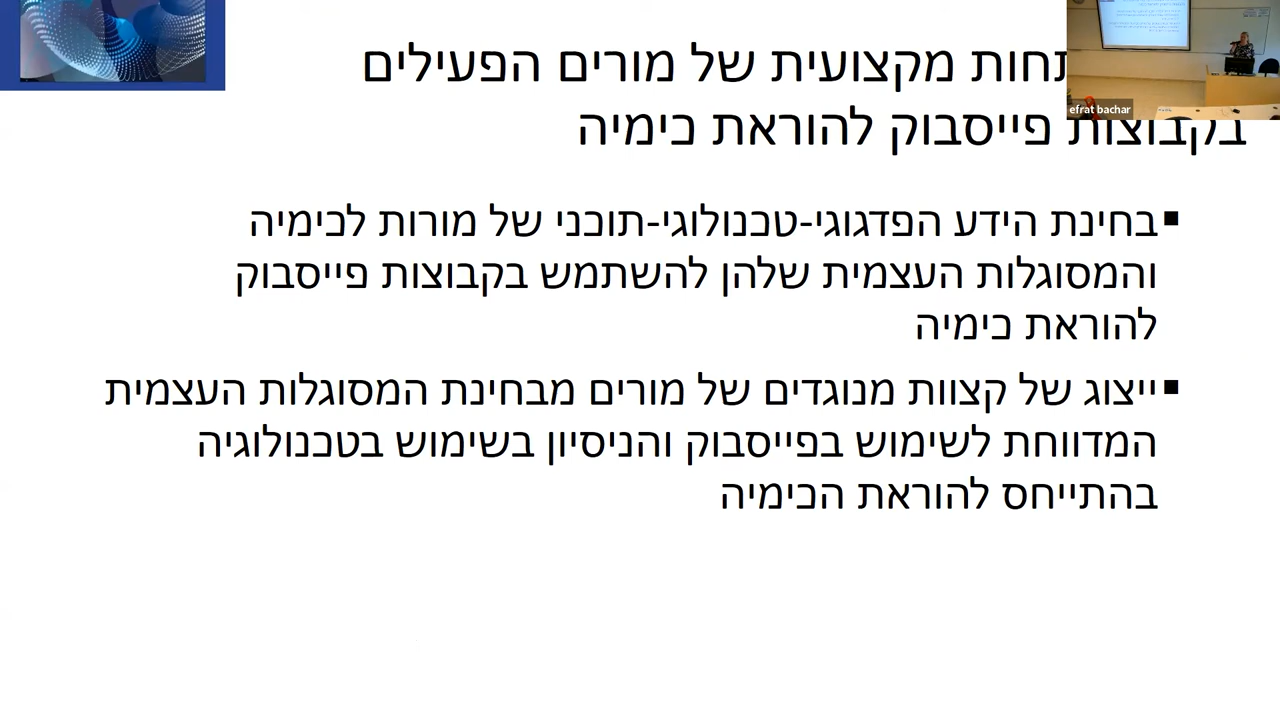 מקצועית של מורים הפעילים
בקבוצות פייסבוק להוראת כימיה
efrat bachar
▪בחינת הידע הפדגוגי-טכנולוגי-תוכני של מורות לכימיה
והמסוגלות העצמית שלהן להשתמש בקבוצות פייסבוק
להוראת כימיה
▪ייצוג של קצוות מנוגדים של מורים מבחינת המסוגלות העצמית
המדווחת לשימוש בפייסבוק והניסיון בשימוש בטכנולוגיה
בהתייחס להוראת הכימיה